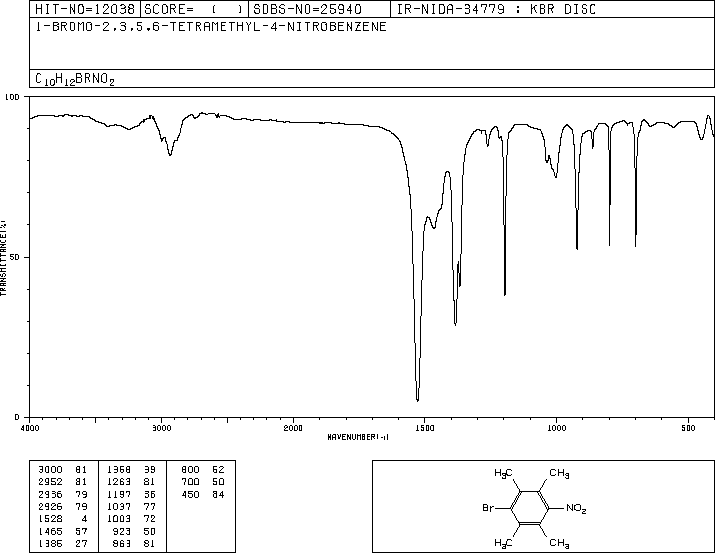 HIT-NO=12038 SCORE= ( ) SDBS-NO=25940 IR-NIDA-34779 : KBR DISC
1-BROMO-2,3,5,6-TETRAMETHYL-4-NITROBENZENE
C10H12BRNO2
100
50
0
TRANSMITTANCE(%)
4000 3000 2000 1500 1000 500
WAVENUMBER(-1)
3000 81 1368 39 800 52
2952 81 1263 81 700 50
2936 79 1197 36 450 84
2926 79 1037 77
1528 4 1003 72
1465 57 923 50
1386 27 863 81
H3C CH3
Br NO2
H3C CH3